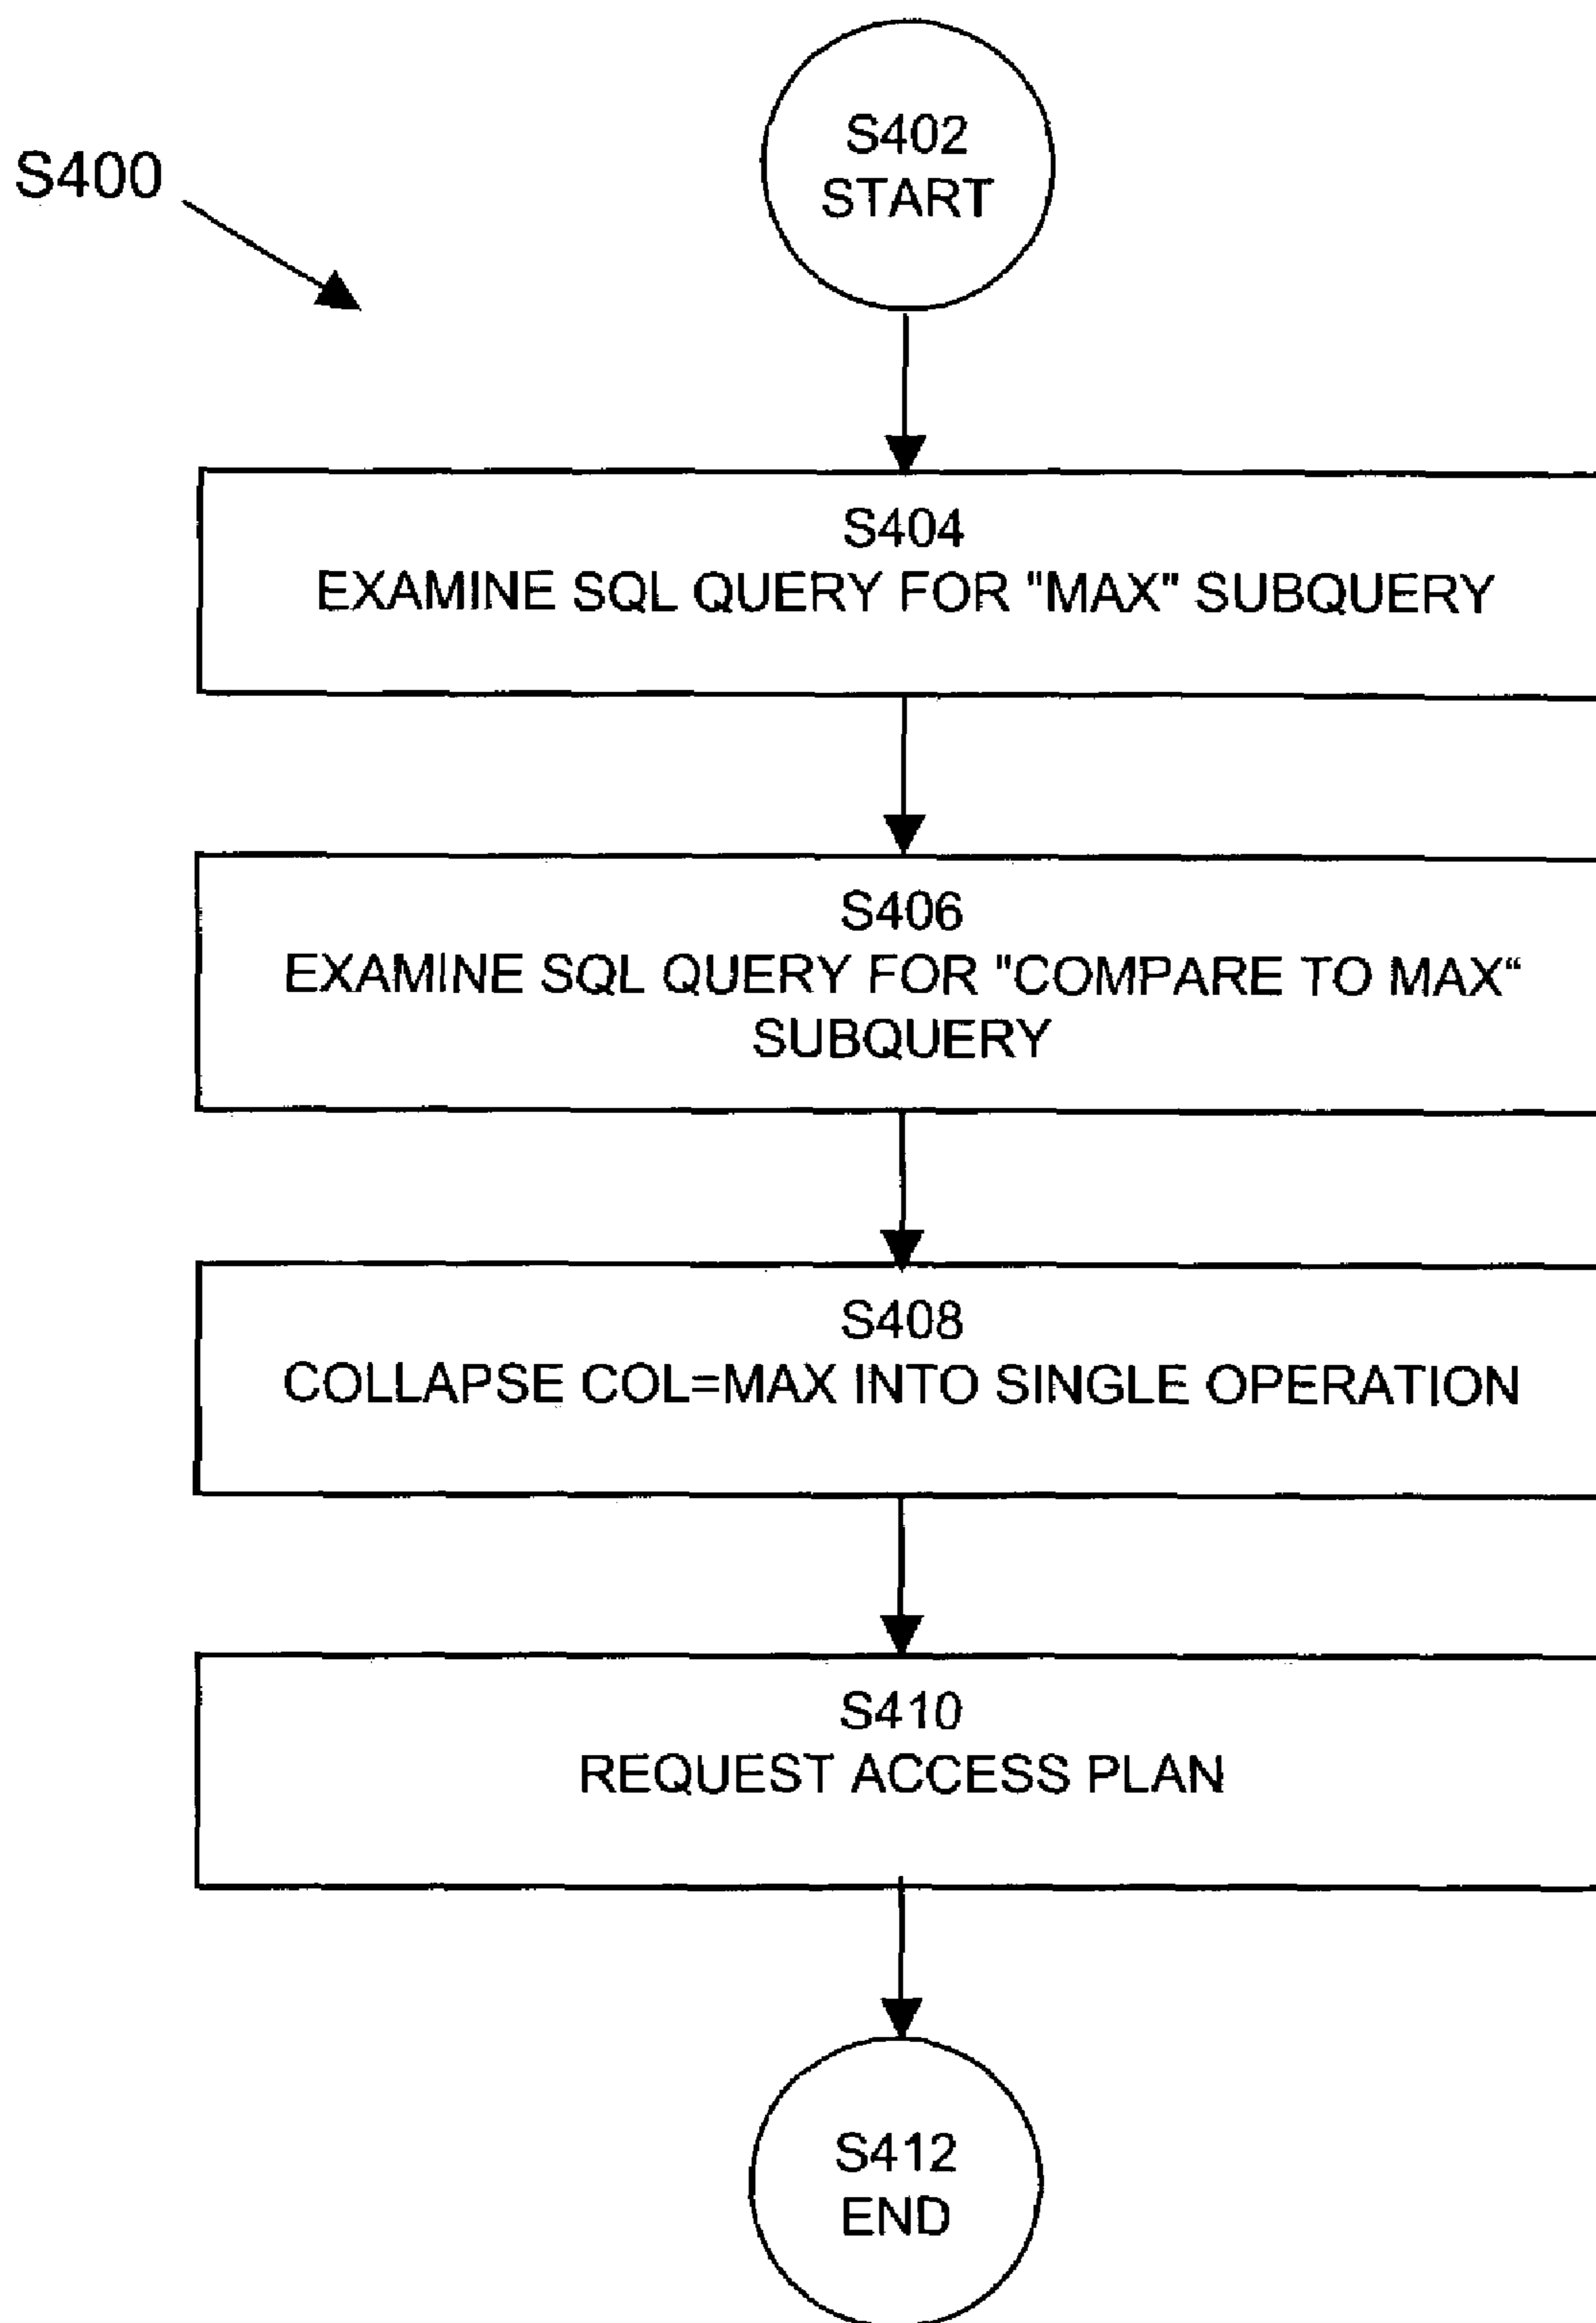 S400
S402
START
S404
EXAMINE SQL QUERY FOR "MAX" SUBQUERY
S406
EXAMINE SQL QUERY FOR "COMPARE TO MAX“
SUBQUERY
S408
COLLAPSE COL=MAX INTO SINGLE OPERATION
S410
REQUEST ACCESS PLAN
S412
END